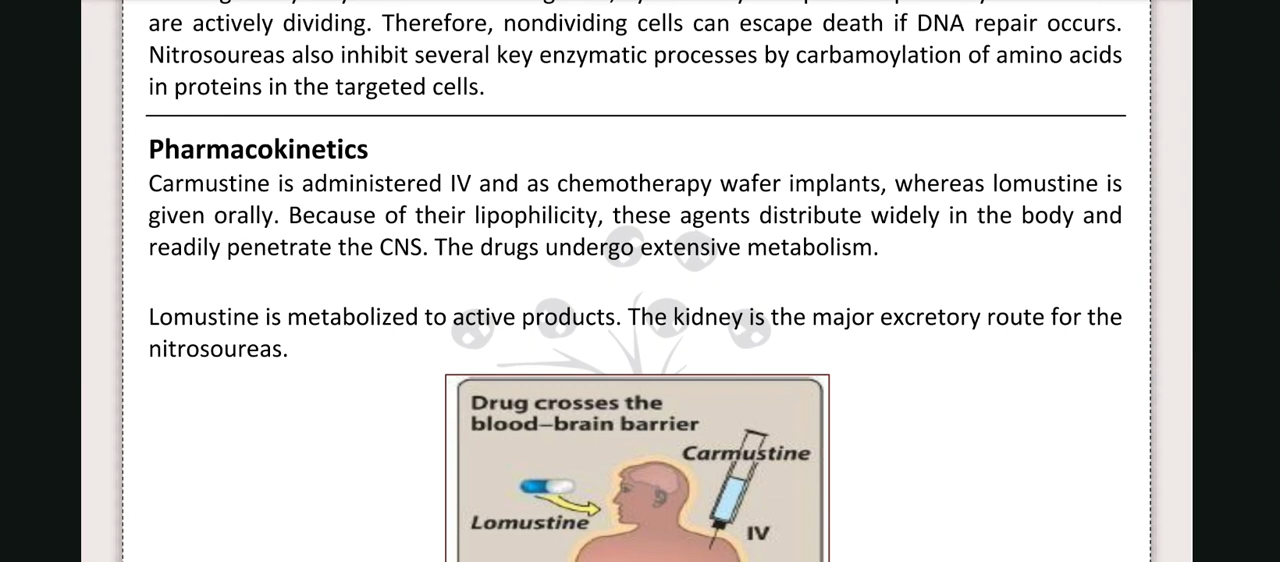 are actively dividing. Therefore, nondividing cells can escape death if DNA repair occurs.
Nitrosoureas also inhibit several key enzymatic processes by carbamoylation of amino acids
in proteins in the targeted cells.
Pharmacokinetics
Carmustine is administered IV and as chemotherapy wafer implants, whereas lomustine is
given orally. Because of their lipophilicity, these agents distribute widely in the body and
readily penetrate the CNS. The drugs undergo extensive metabolism.
Lomustine is metabolized to active products. The kidney is the major excretory route for the
nitrosoureas.
Drug crosses the
blood–brain barrier
Carmustine
Lomustine
IV